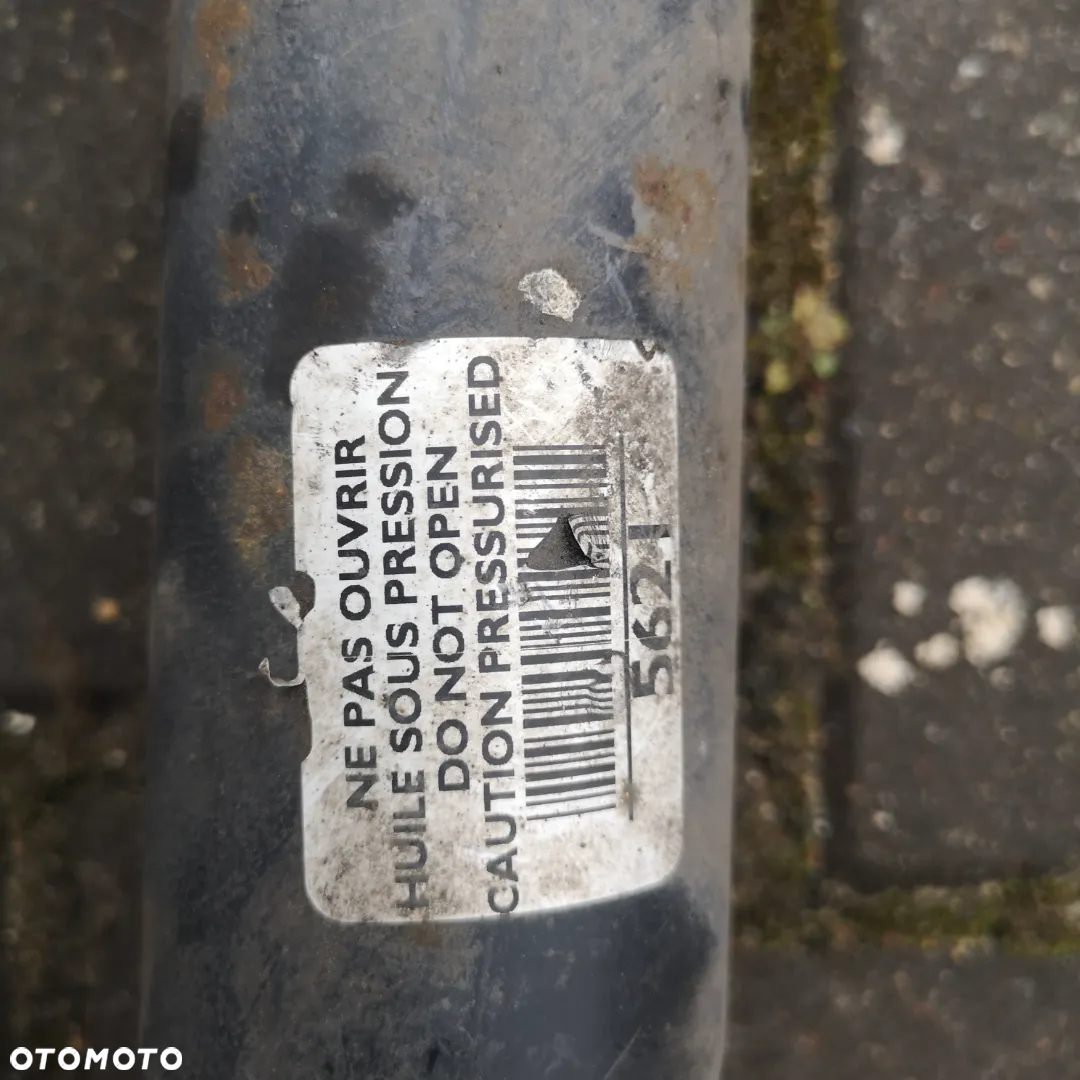 NE PAS OUVRIR
HUILE SOUS PRESSION
DO NOT OPEN
CAUTION PRESSURISED
5621
OTOMOTO